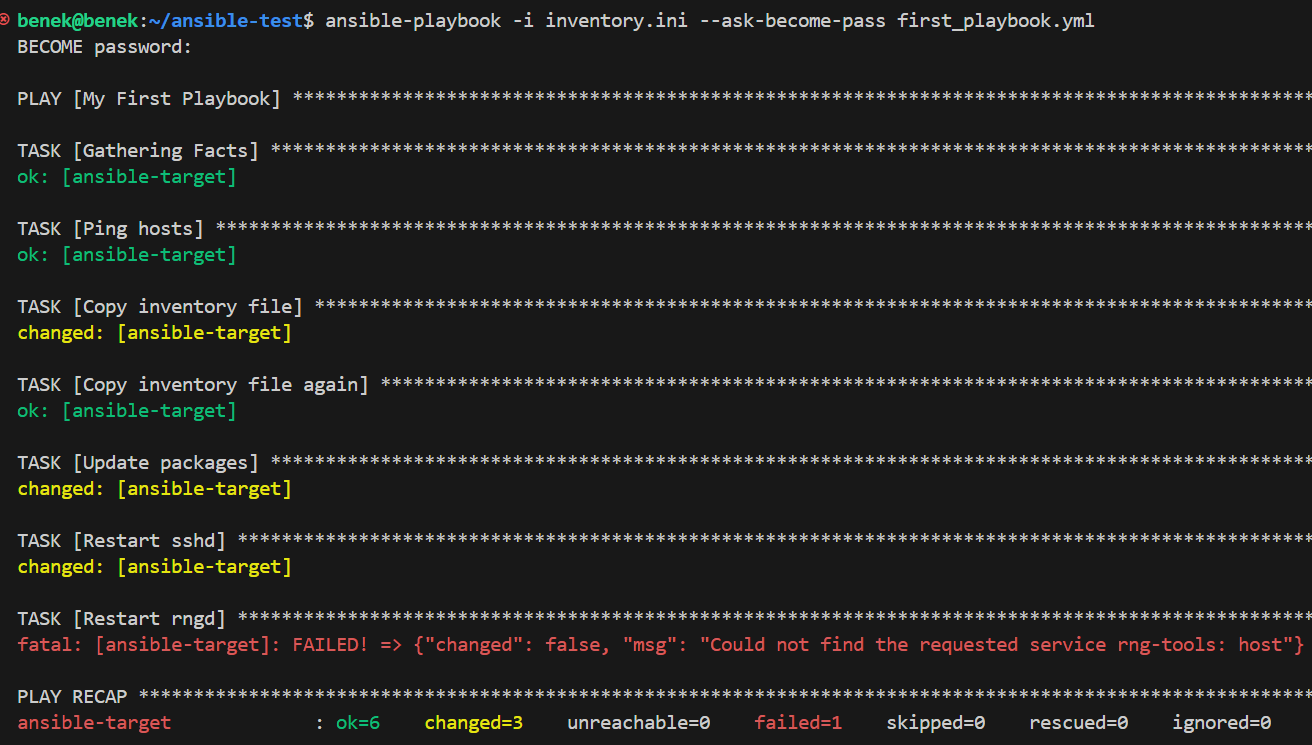 benek@benek:~/ansible-test$ ansible-playbook -i inventory.ini --ask-become-pass first_playbook.yml
BECOME password:
PLAY [My First Playbook] *********************************************************************************************
TASK [Gathering Facts] ***********************************************************************************************
ok: [ansible-target]
TASK [Ping hosts] ****************************************************************************************************
ok: [ansible-target]
TASK [Copy inventory file] *******************************************************************************************
changed: [ansible-target]
TASK [Copy inventory file again] *************************************************************************************
ok: [ansible-target]
TASK [Update packages] ***********************************************************************************************
changed: [ansible-target]
TASK [Restart sshd] **************************************************************************************************
changed: [ansible-target]
TASK [Restart rngd] **************************************************************************************************
fatal: [ansible-target]: FAILED! => {"changed": false, "msg": "Could not find the requested service rng-tools: host"}
PLAY RECAP ***********************************************************************************************************
ansible-target : ok=6 changed=3 unreachable=0 failed=1 skipped=0 rescued=0 ignored=0